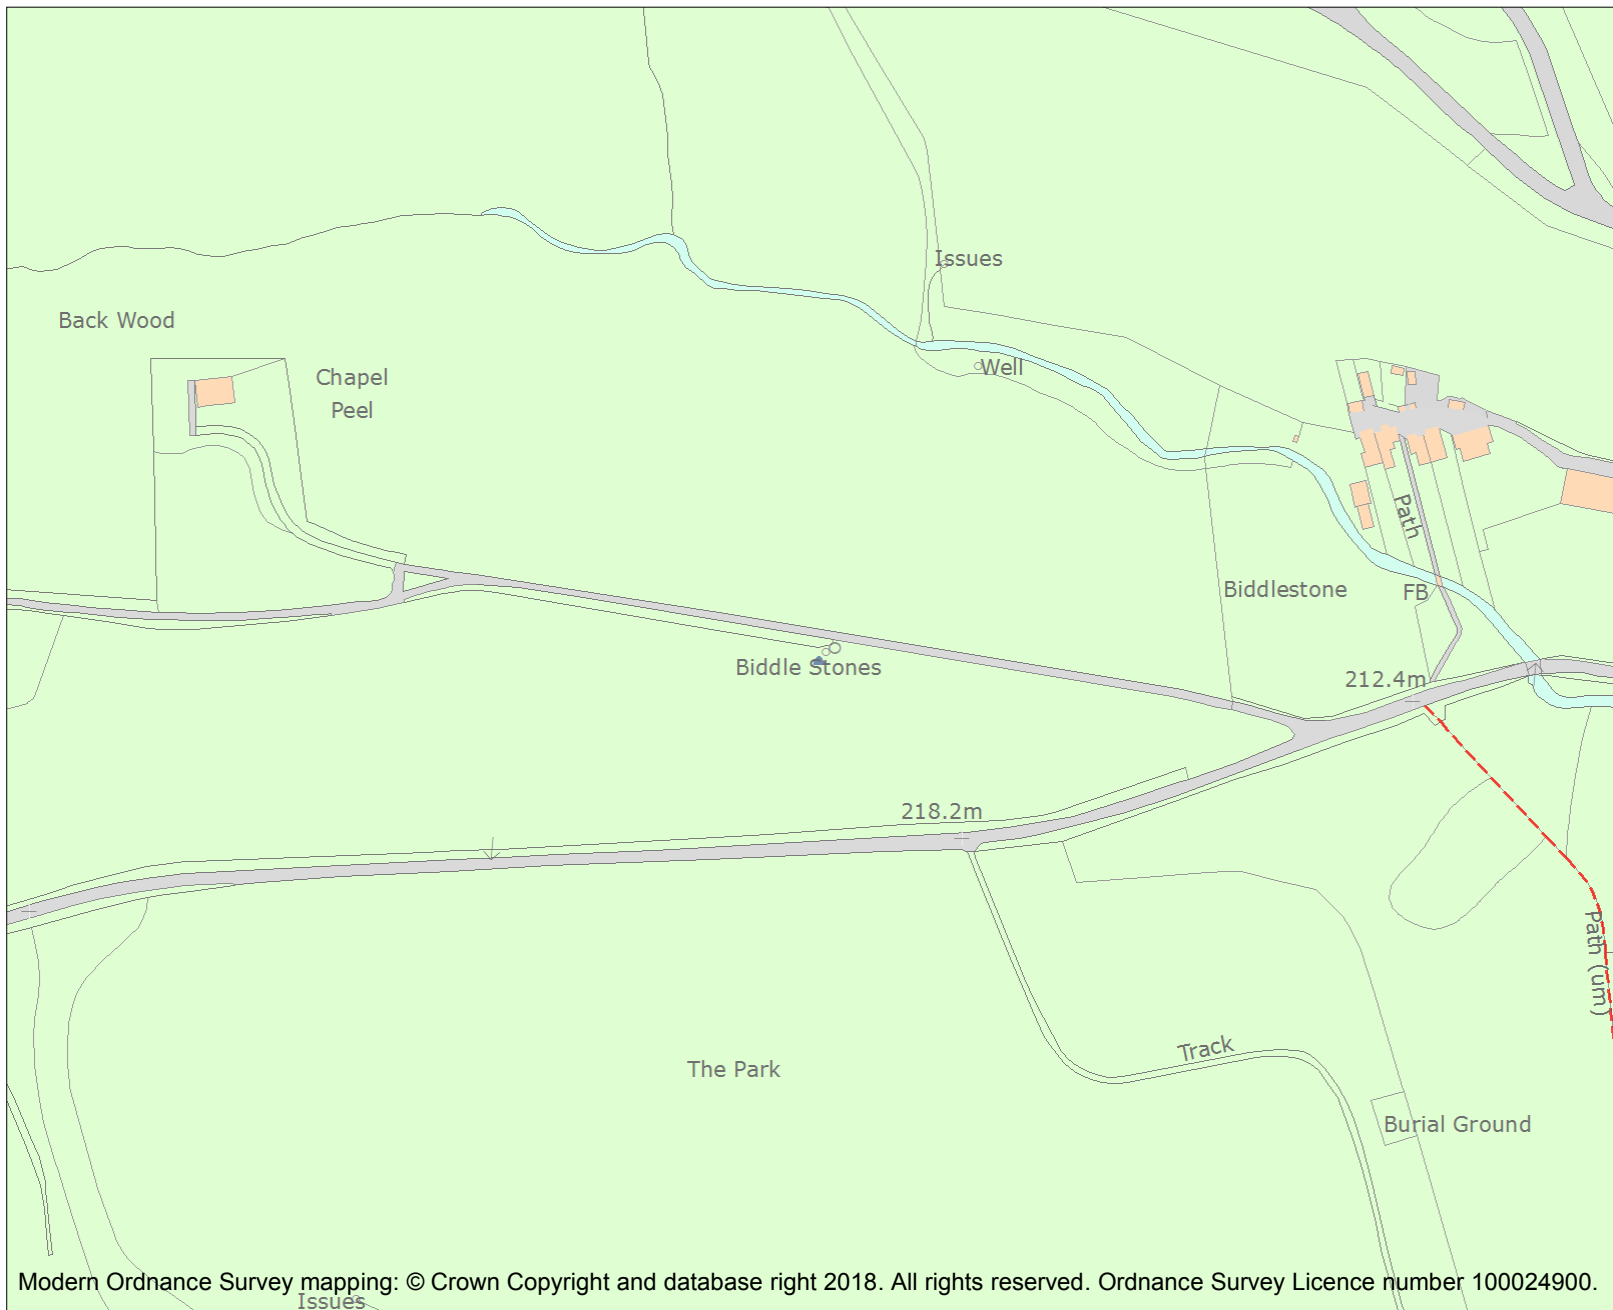 Issues
Back Wood
Well
Chapel
Peel
Path
Biddlestone
FB
Biddle Stones
212.4m
218.2m
Path (um)
Track
The Park
Burial Ground
Modern Ordnance Survey mapping: © Crown Copyright and database right 2018. All rights reserved. Ordnance Survey Licence number 100024900.
Issues